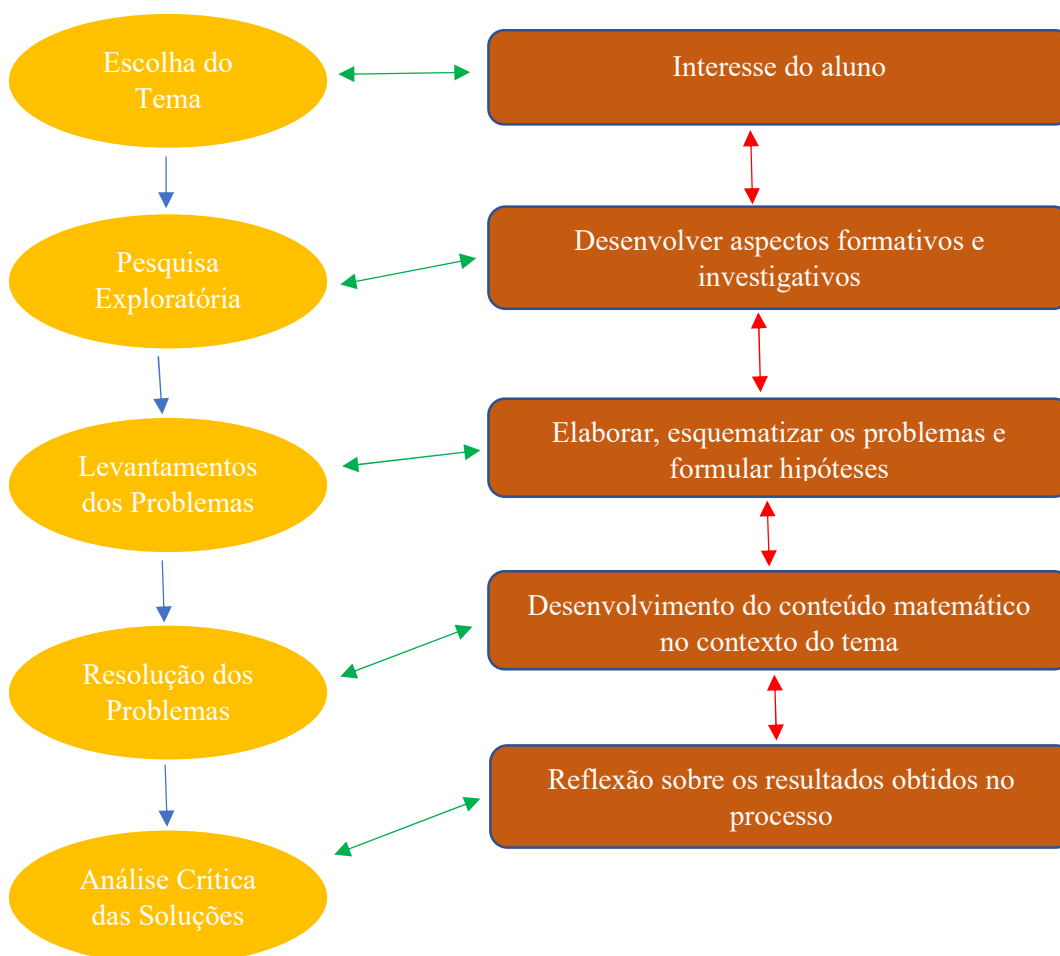 Escolha do
Tema
Interesse do aluno
Pesquisa
Exploratória
Desenvolver aspectos formativos e
investigativos
Levantamentos
dos Problemas
Elaborar, esquematizar os problemas e
formular hipóteses
Resolução dos
Problemas
Desenvolvimento do conteúdo matemático
no contexto do tema
Análise Crítica
das Soluções
Reflexão sobre os resultados obtidos no
processo